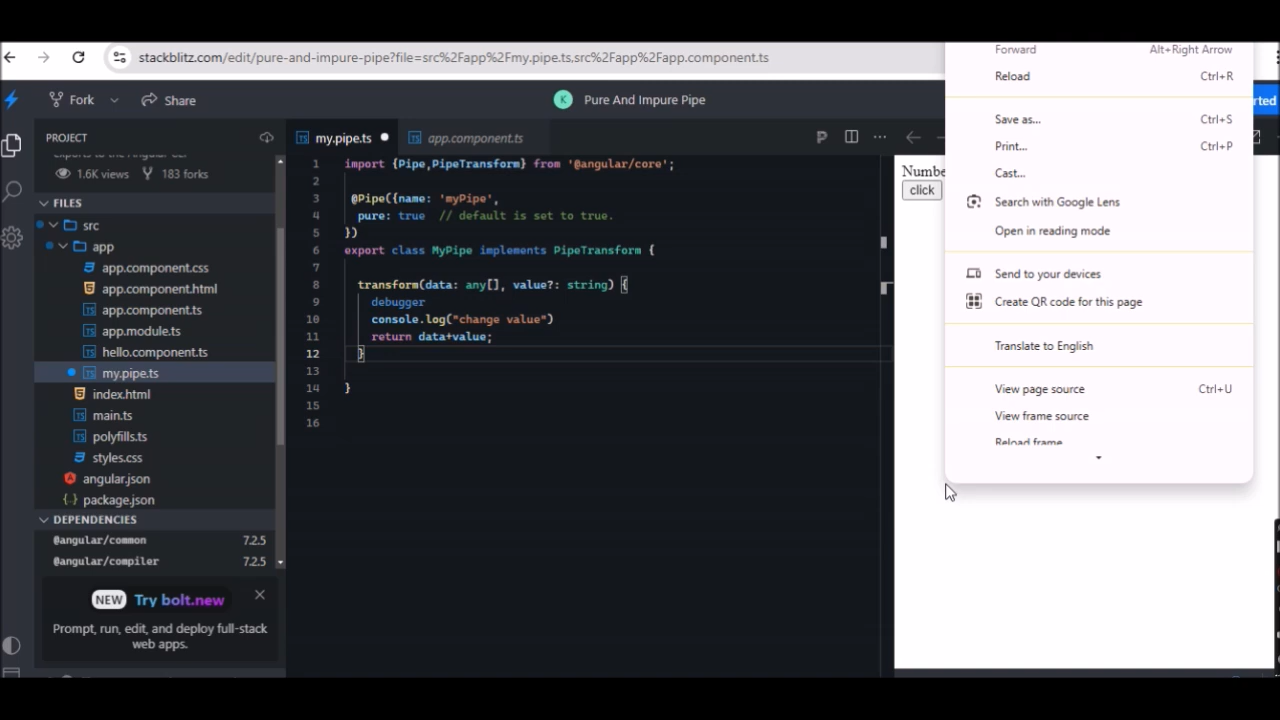 stackblitz.com/edit/pure-and-impure-pipe?file=src%2Fapp%2Fmy.pipe.ts,src%2Fapp%2Fapp.component.ts
Fork
Share
K
Pure And Impure Pipe
PROJECT
1.6K views
183 forks
FILES
src
app
app.component.css
app.component.html
app.component.ts
app.module.ts
hello.component.ts
my.pipe.ts
index.html
main.ts
polyfills.ts
styles.css
angular.json
package.json
DEPENDENCIES
@angular/common 7.2.5
@angular/compiler 7.2.5
NEW Try bolt.new
Prompt, run, edit, and deploy full-stack
web apps.
my.pipe.ts
app.component.ts
1 import {Pipe,PipeTransform} from '@angular/core';
2
3 @Pipe({name: 'myPipe',
4 pure: true // default is set to true.
5 })
6 export class MyPipe implements PipeTransform {
7
8 transform(data: any[], value?: string) {
9 debugger
10 console.log("change value")
11 return data+value;
12 }
13
14 }
15
16
Numbe
click
Forward Alt+Right Arrow
Reload Ctrl+R
Save as... Ctrl+S
Print... Ctrl+P
Cast...
Search with Google Lens
Open in reading mode
Send to your devices
Create QR code for this page
Translate to English
View page source Ctrl+U
View frame source
Reload frame
rted